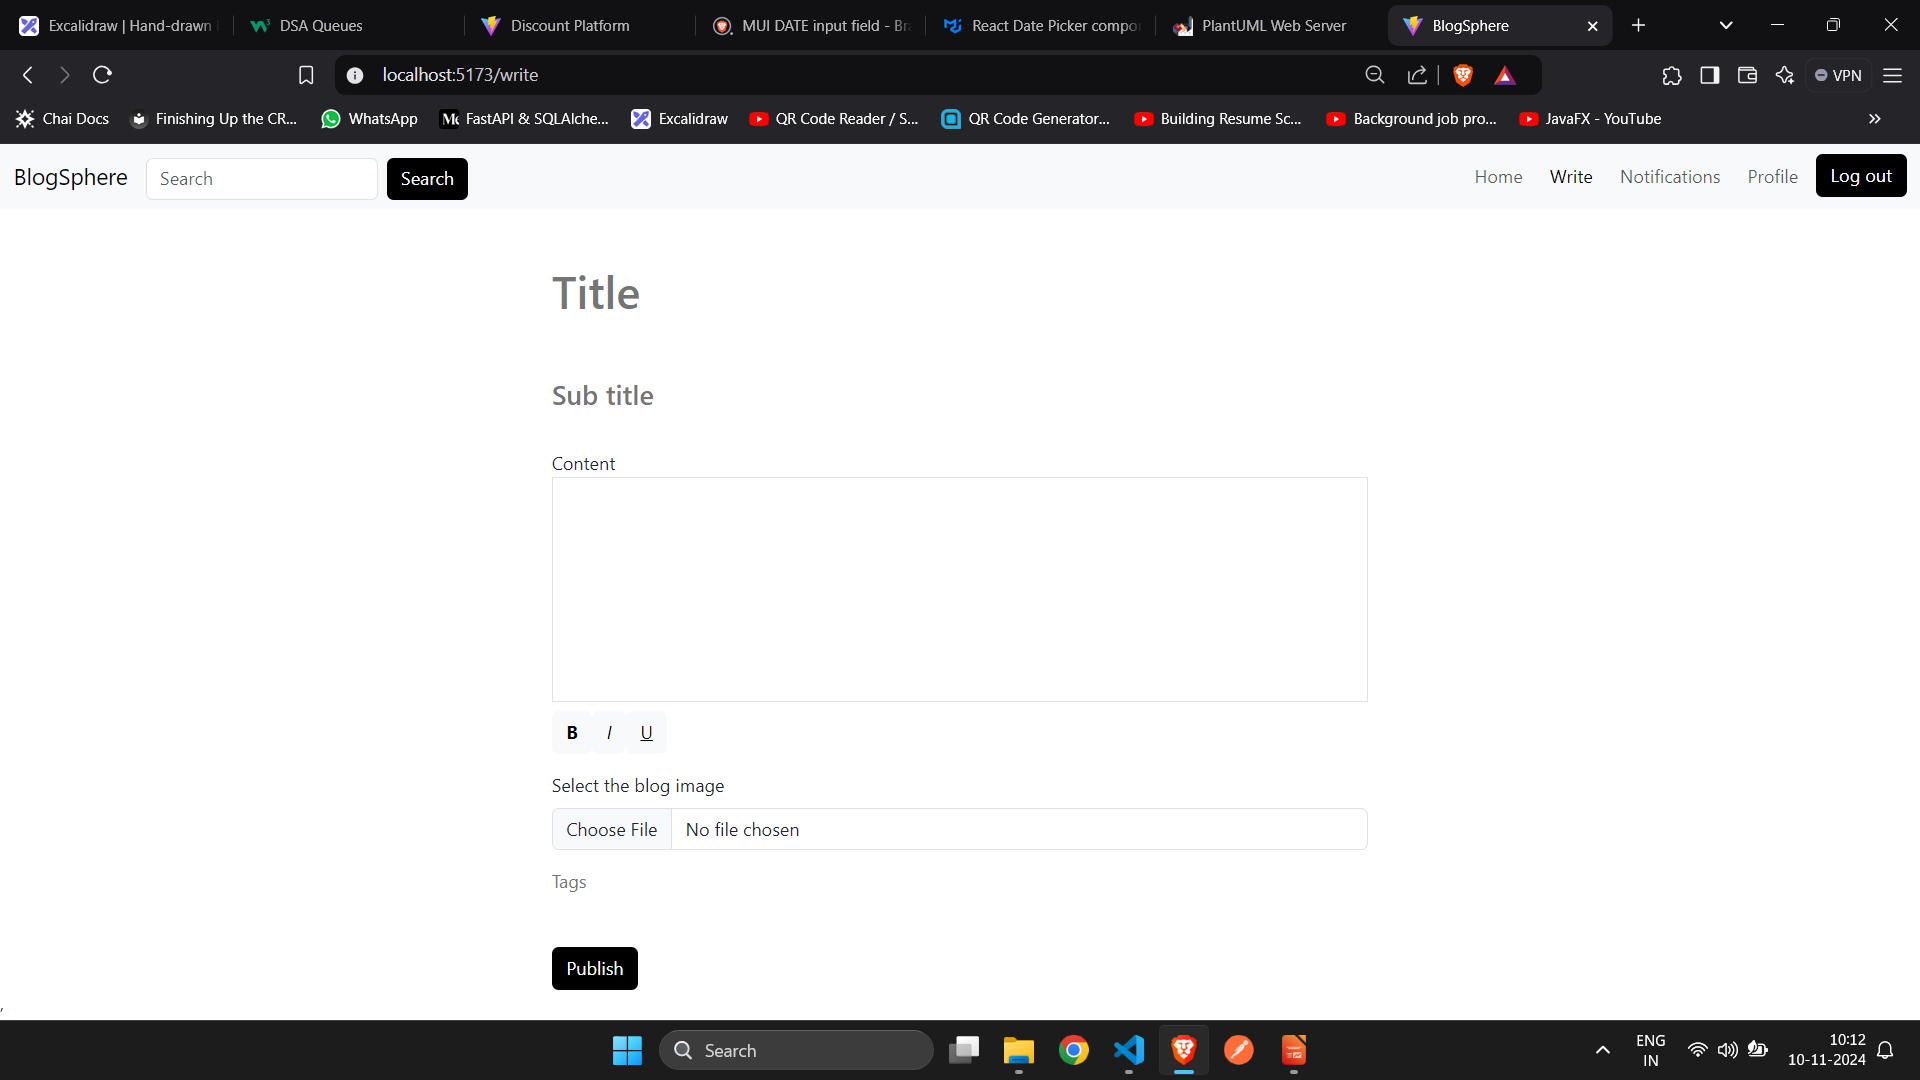 Excalidraw | Hand-drawn
DSA Queues
Discount Platform
MUI DATE input field - Bra
React Date Picker compo
PlantUML Web Server
BlogSphere
localhost:5173/write
VPN
Chai Docs
Finishing Up the CR...
WhatsApp
FastAPI & SQLAlche...
Excalidraw
QR Code Reader / S...
QR Code Generator...
Building Resume Sc...
Background job pro...
JavaFX - YouTube
BlogSphere
Search
Search
Home
Write
Notifications
Profile
Log out
Title
Sub title
Content
B I U
Select the blog image
Choose File
No file chosen
Tags
Publish
,
Search
ENG
IN
10:12
10-11-2024